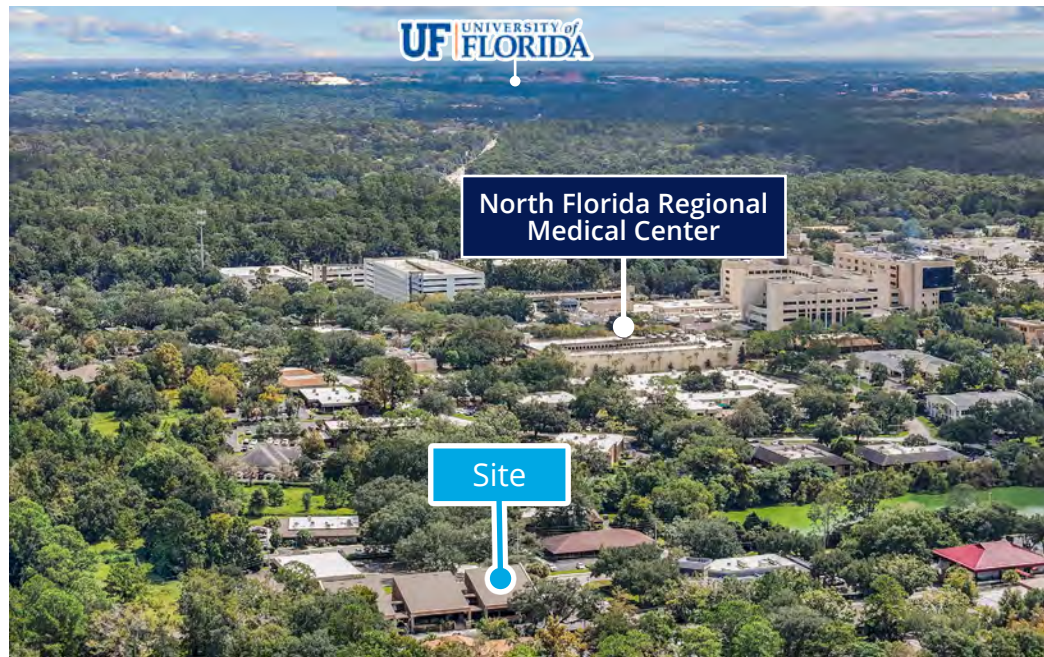 UF UNIVERSITY of
FLORIDA
North Florida Regional
Medical Center
Site